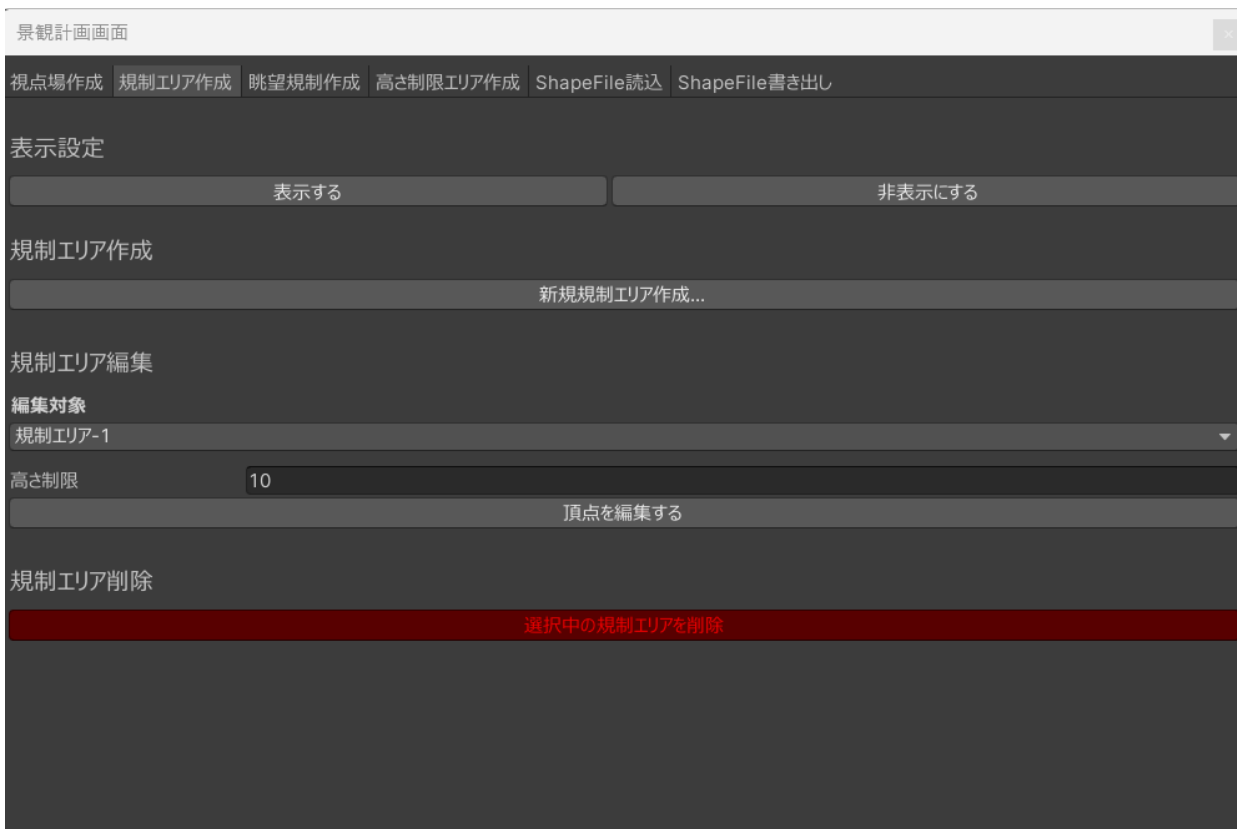 景観計画画面
視点場作成 規制エリア作成 眺望規制作成 高さ制限エリア作成 ShapeFile読込 ShapeFile書き出し
表示設定
表示する 非表示にする
規制エリア作成
新規規制エリア作成...
規制エリア編集
編集対象
規制エリア-1
高さ制限 10
頂点を編集する
規制エリア削除
選択中の規制エリアを削除